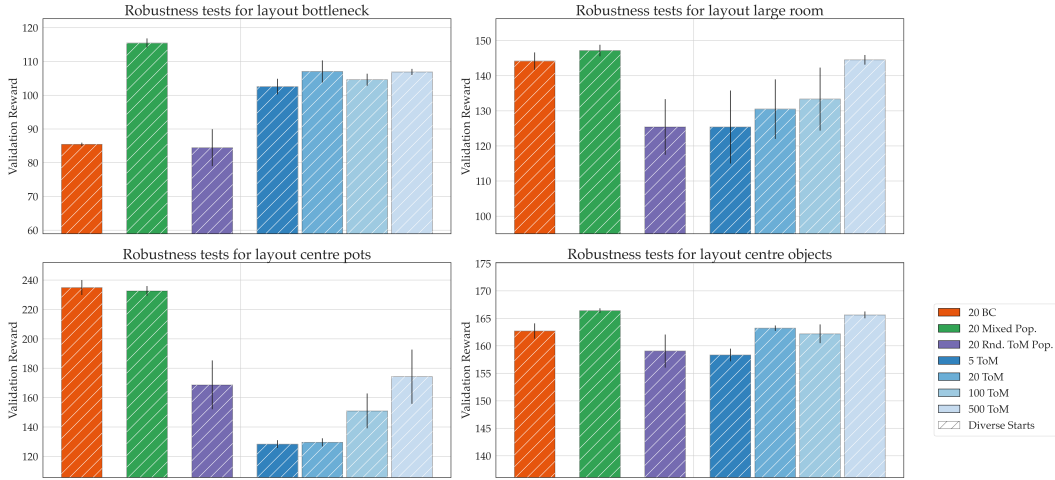 Robustness tests for layout bottleneck
Validation Reward
120
110
100
90
80
70
60
Robustness tests for layout large room
Validation Reward
150
140
130
120
110
100
Robustness tests for layout centre pots
Validation Reward
240
220
200
180
160
140
120
Robustness tests for layout centre objects
Validation Reward
175
170
165
160
155
150
145
140
20 BC
20 Mixed Pop.
20 Rnd. ToM Pop.
5 ToM
20 ToM
100 ToM
500 ToM
Diverse Starts